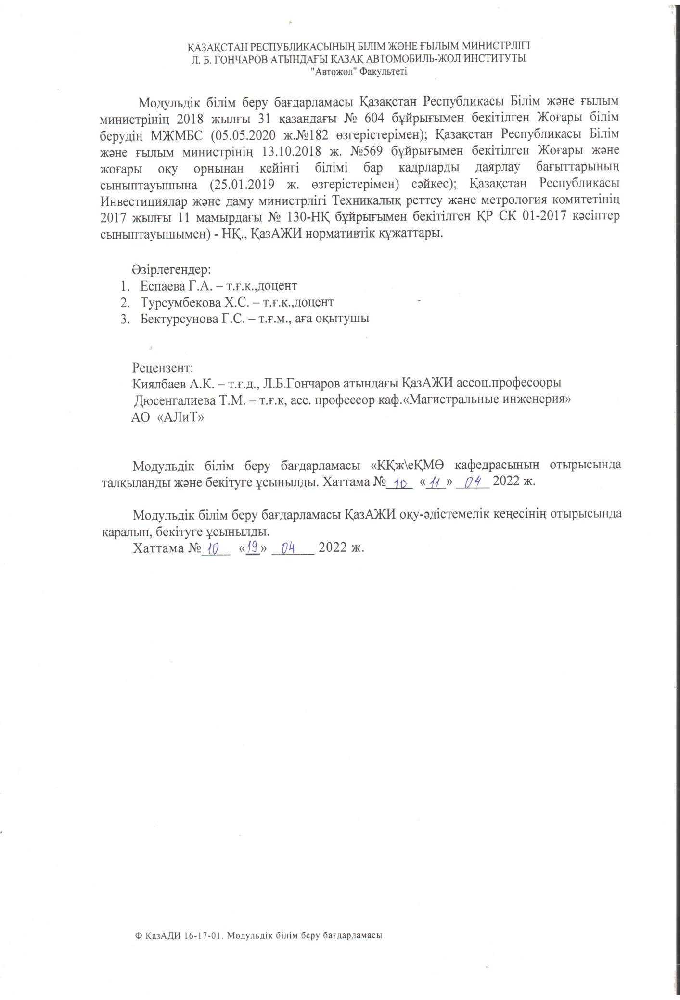 ҚАЗАҚСТАН РЕСПУБЛИКАСЫНЫҢ БІЛІМ ЖӘНЕ ҒЫЛЫМ МИНИСТРЛІГІ
Л. Б. ГОНЧАРОВ АТЫНДАҒЫ ҚАЗАҚ АВТОМОБИЛЬ-ЖОЛ ИНСТИТУТЫ
"Автожол" Факультеті
Модульдік білім беру бағдарламасы Қазақстан Республикасы Білім және ғылым
министрінің 2018 жылғы 31 қазандағы № 604 бұйрығымен бекітілген Жоғары білім
берудің МЖМБС (05.05.2020 ж.№182 өзгерістерімен); Қазақстан Республикасы Білім
және ғылым министрінің 13.10.2018 ж. №569 бұйрығымен бекітілген Жоғары және
жоғары оқу орнынан кейінгі білімі бар кадрларды даярлау бағыттарының
сыныптауышына (25.01.2019 ж. өзгерістерімен) сәйкес); Қазақстан Республикасы
Инвестициялар және даму министрлігі Техникалық реттеу және метрология комитетінің
2017 жылғы 11 мамырдағы № 130-НҚ бұйрығымен бекітілген ҚР СК 01-2017 кәсіптер
сыныптауышымен) - НҚ., ҚазАЖИ нормативтік құжаттары.
Әзірлегендер:
1. Еспаева Г.А. – т.ғ.к.,доцент
2. Турсумбекова Х.С. – т.ғ.к.,доцент
3. Бектурсунова Г.С. – т.ғ.м., аға оқытушы
Рецензент:
Киялбаев А.К. – т.ғ.д., Л.Б.Гончаров атындағы ҚазАЖИ ассоц.професооры
Дюсенгалиева Т.М. – т.ғ.к, асс. профессор каф.«Магистральные инженерия»
АО «АЛиТ»
Модульдік білім беру бағдарламасы «КҚж\еҚМӨ кафедрасының отырысында
талқыланды және бекітуге ұсынылды. Хаттама №_10_ «_11_» _04_ 2022 ж.
Модульдік білім беру бағдарламасы ҚазАЖИ оқу-әдістемелік кеңесінің отырысында
қаралып, бекітуге ұсынылды.
Хаттама №_10_ «19» _04_ 2022 ж.
Ф КазАДИ 16-17-01. Модульдік білім беру бағдарламасы